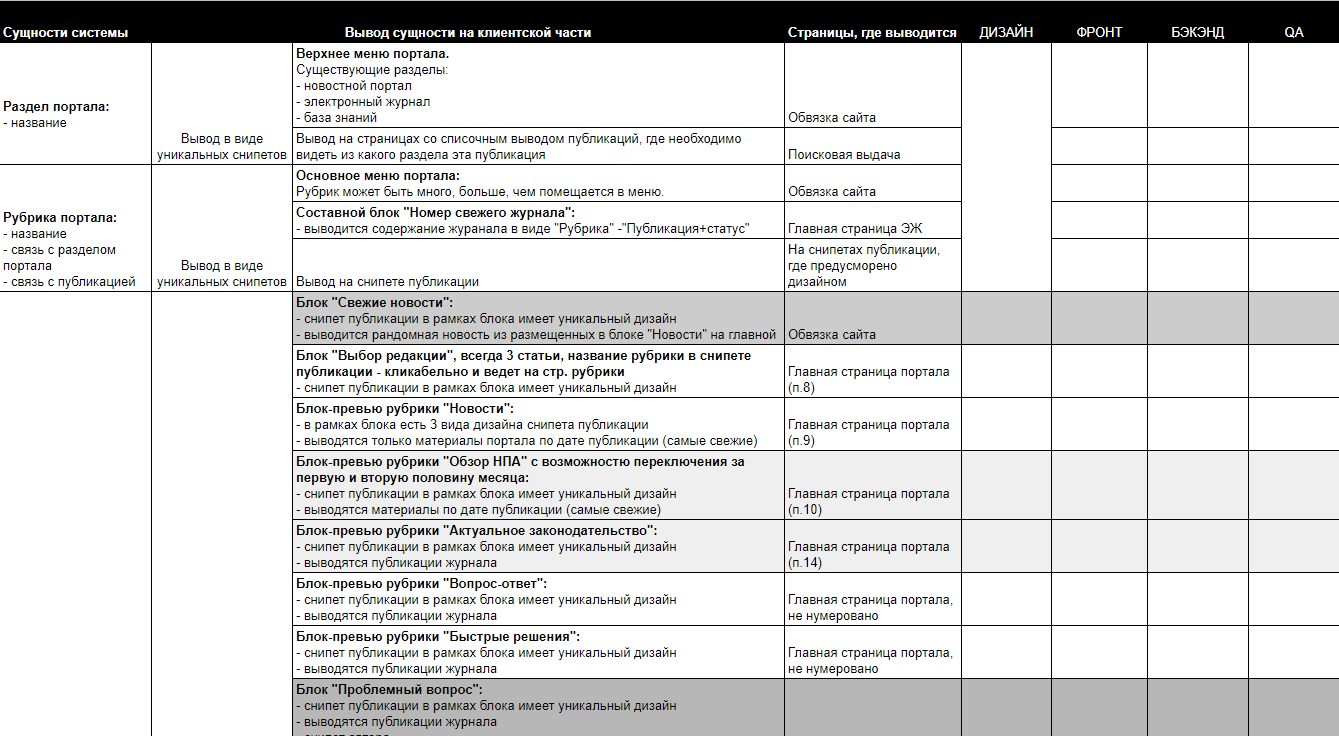 Сущности системы
Вывод сущности на клиентской части
Страницы, где выводится
ДИЗАЙН
ФРОНТ
БЭКЭНД
QA
Раздел портала:
- название
Вывод в виде
уникальных снипетов
Верхнее меню портала.
Существующие разделы:
- новостной портал
- электронный журнал
- база знаний
Обвязка сайта
Вывод на страницах со списочным выводом публикаций, где необходимо
видеть из какого раздела эта публикация
Поисковая выдача
Рубрика портала:
- название
- связь с разделом
портала
- связь с публикацией
Вывод в виде
уникальных снипетов
Основное меню портала:
Рубрик может быть много, больше, чем помещается в меню.
Обвязка сайта
Составной блок "Номер свежего журнала":
- выводится содержание журанала в виде "Рубрика" -"Публикация+статус"
Главная страница ЭЖ
Вывод на снипете публикации
На снипетах публикации,
где предусморено
дизайном
Блок "Свежие новости":
- снипет публикации в рамках блока имеет уникальный дизайн
- выводится рандомная новость из размещенных в блоке "Новости" на главной
Обвязка сайта
Блок "Выбор редакции", всегда 3 статьи, название рубрики в снипете
публикации - кликабельно и ведет на стр. рубрики
- снипет публикации в рамках блока имеет уникальный дизайн
Главная страница портала
(п.8)
Блок-превью рубрики "Новости":
- в рамках блока есть 3 вида дизайна снипета публикации
- выводятся только материалы портала по дате публикации (самые свежие)
Главная страница портала
(п.9)
Блок-превью рубрики "Обзор НПА" с возможностью переключения за
первую и вторую половину месяца:
- снипет публикации в рамках блока имеет уникальный дизайн
- выводятся материалы по дате публикации (самые свежие)
Главная страница портала
(п.10)
Блок-превью рубрики "Актуальное законодательство":
- снипет публикации в рамках блока имеет уникальный дизайн
- выводятся публикации журнала
Главная страница портала
(п.14)
Блок-превью рубрики "Вопрос-ответ":
- снипет публикации в рамках блока имеет уникальный дизайн
- выводятся публикации журнала
Главная страница портала,
не нумеровано
Блок-превью рубрики "Быстрые решения":
- снипет публикации в рамках блока имеет уникальный дизайн
- выводятся публикации журнала
Главная страница портала,
не нумеровано
Блок "Проблемный вопрос":
- снипет публикации в рамках блока имеет уникальный дизайн
- выводятся публикации журнала